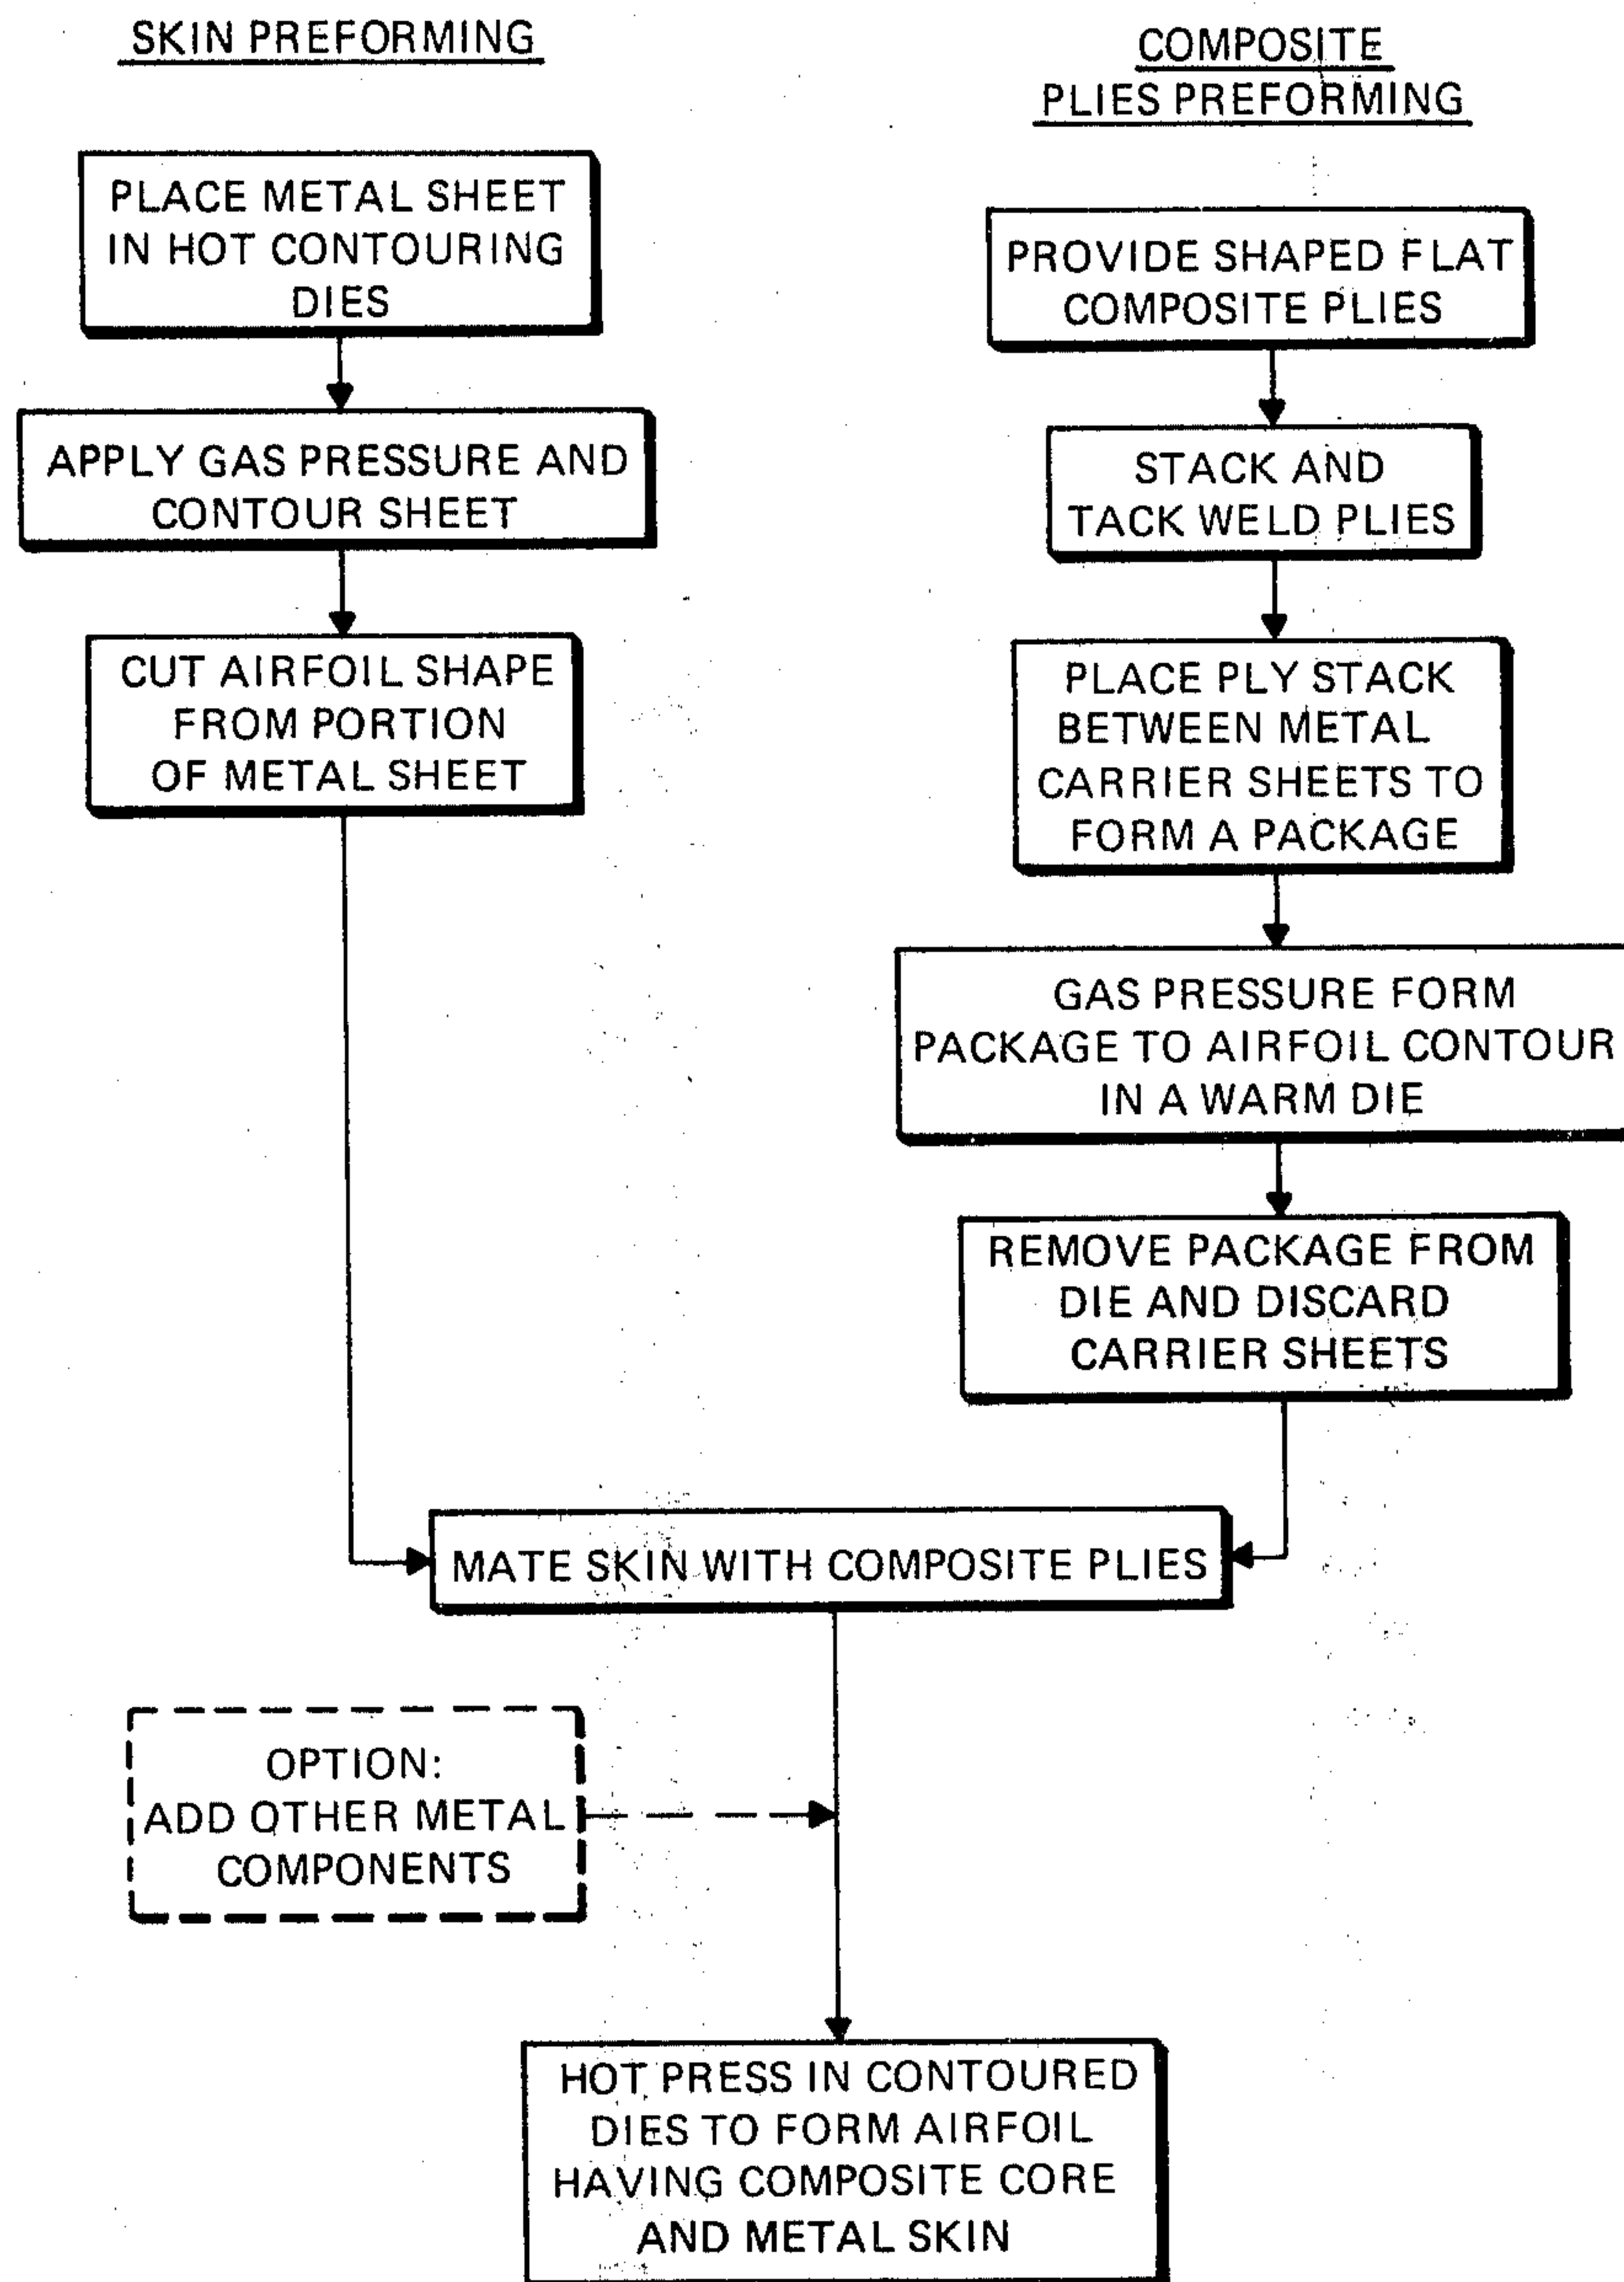 SKIN PREFORMING
PLACE METAL SHEET
IN HOT CONTOURING
DIES
APPLY GAS PRESSURE AND
CONTOUR SHEET
CUT AIRFOIL SHAPE
FROM PORTION
OF METAL SHEET
COMPOSITE
PLIES PREFORMING
PROVIDE SHAPED FLAT
COMPOSITE PLIES
STACK AND
TACK WELD PLIES
PLACE PLY STACK
BETWEEN METAL
CARRIER SHEETS TO
FORM A PACKAGE
GAS PRESSURE FORM
PACKAGE TO AIRFOIL CONTOUR
IN A WARM DIE
REMOVE PACKAGE FROM
DIE AND DISCARD
CARRIER SHEETS
MATE SKIN WITH COMPOSITE PLIES
OPTION:
ADD OTHER METAL
COMPONENTS
HOT PRESS IN CONTOURED
DIES TO FORM AIRFOIL
HAVING COMPOSITE CORE
AND METAL SKIN